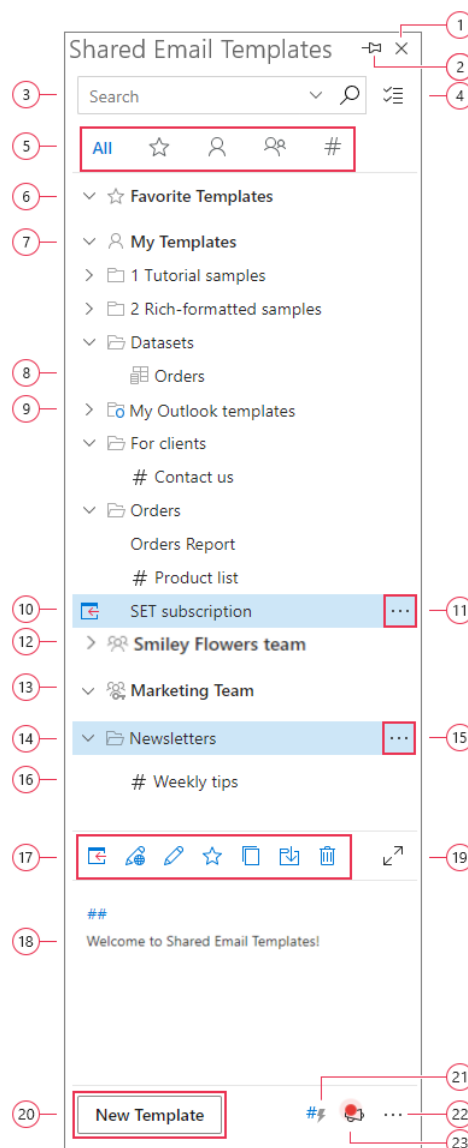 1
Shared Email Templates
2
3 Search 4
5 All #
6 Favorite Templates
7 My Templates
1 Tutorial samples
2 Rich-formatted samples
Datasets
8 Orders
9 My Outlook templates
For clients
# Contact us
Orders
Orders Report
# Product list
10 SET subscription ... 11
12 Smiley Flowers team
13 Marketing Team
14 Newsletters ... 15
16 # Weekly tips
17 19
##
18 Welcome to Shared Email Templates!
21
20 New Template # ... 22
23